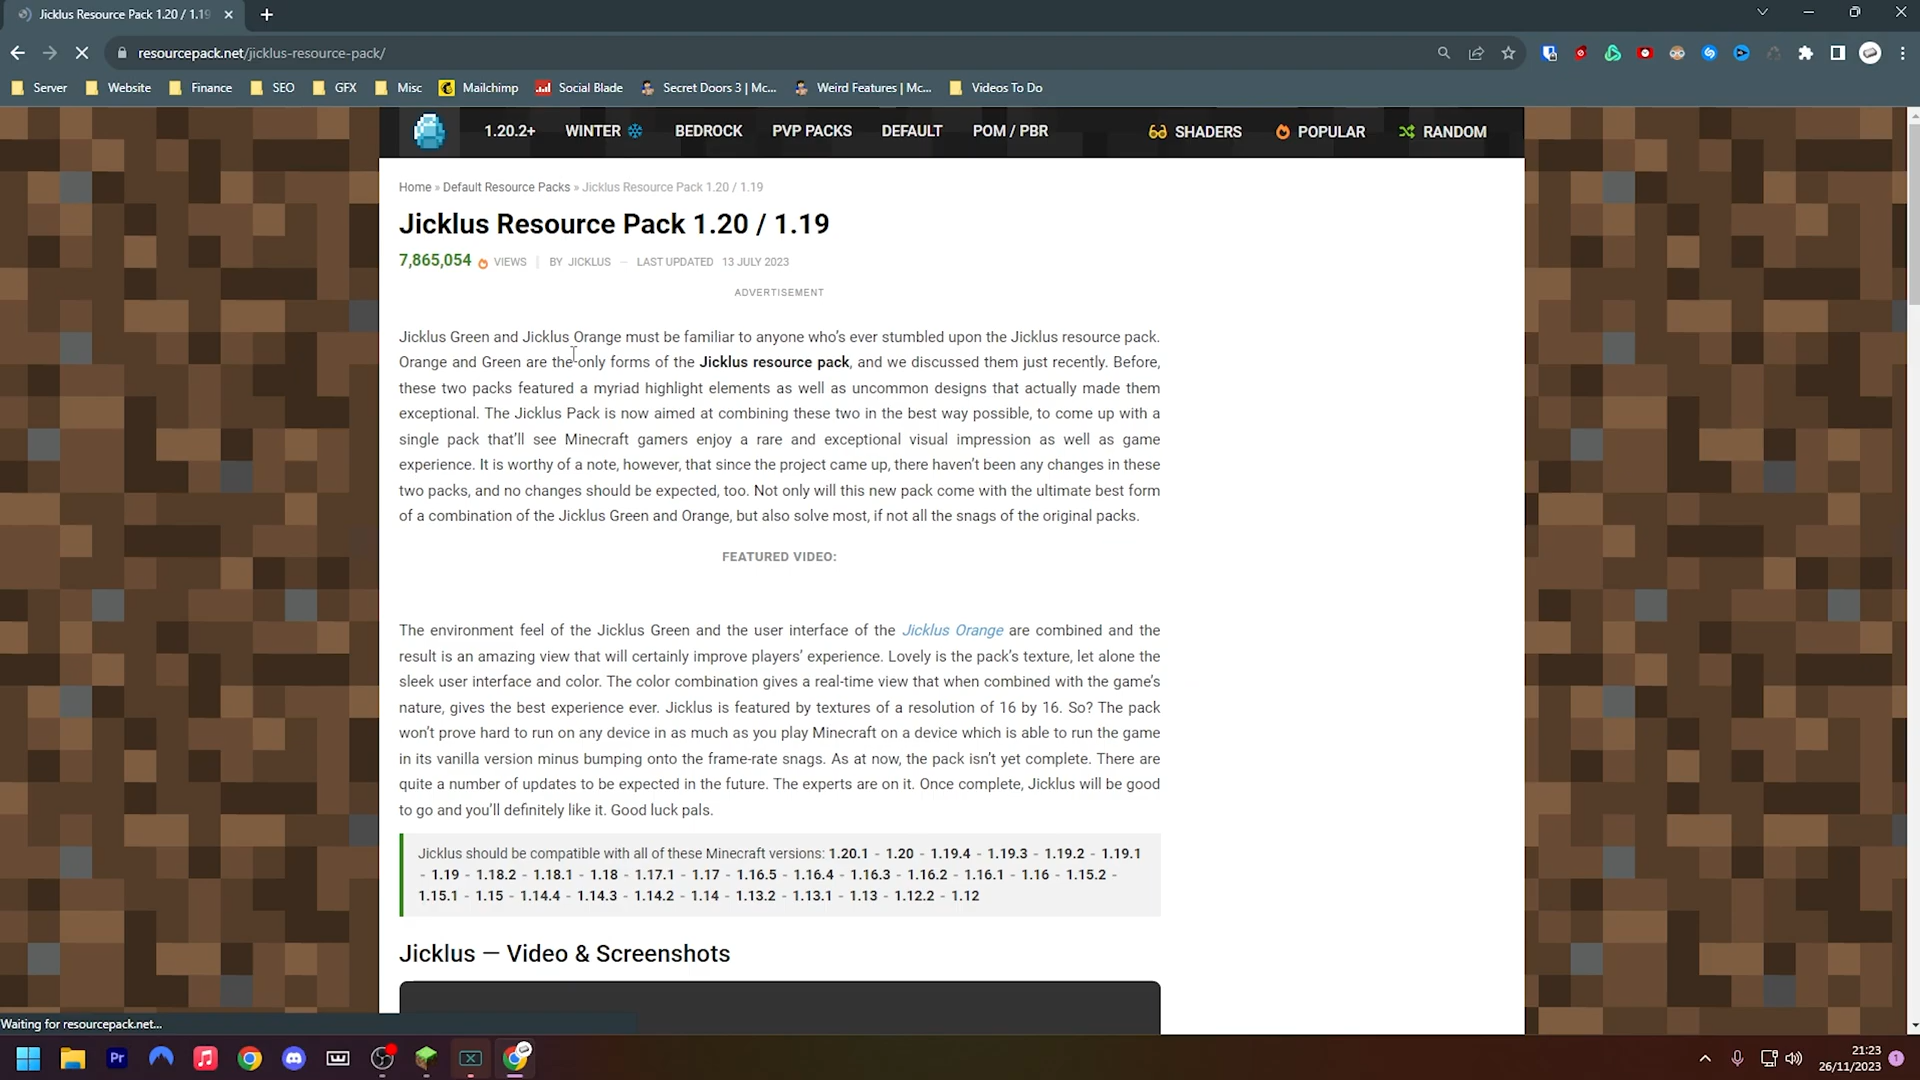 Jicklus Resource Pack 1.20 / 1.19
resourcepack.net/jicklus-resource-pack/
Server Website Finance SEO GFX Misc Mailchimp Social Blade Secret Doors 3 | Mc... Weird Features | Mc... Videos To Do
1.20.2+ WINTER BEDROCK PVP PACKS DEFAULT POM / PBR SHADERS POPULAR RANDOM
Home » Default Resource Packs » Jicklus Resource Pack 1.20 / 1.19
Jicklus Resource Pack 1.20 / 1.19
7,865,054 VIEWS | BY JICKLUS — LAST UPDATED 13 JULY 2023
ADVERTISEMENT
Jicklus Green and Jicklus Orange must be familiar to anyone who's ever stumbled upon the Jicklus resource pack.
Orange and Green are the only forms of the Jicklus resource pack, and we discussed them just recently. Before,
these two packs featured a myriad highlight elements as well as uncommon designs that actually made them
exceptional. The Jicklus Pack is now aimed at combining these two in the best way possible, to come up with a
single pack that'll see Minecraft gamers enjoy a rare and exceptional visual impression as well as game
experience. It is worthy of a note, however, that since the project came up, there haven't been any changes in these
two packs, and no changes should be expected, too. Not only will this new pack come with the ultimate best form
of a combination of the Jicklus Green and Orange, but also solve most, if not all the snags of the original packs.
FEATURED VIDEO:
The environment feel of the Jicklus Green and the user interface of the Jicklus Orange are combined and the
result is an amazing view that will certainly improve players' experience. Lovely is the pack's texture, let alone the
sleek user interface and color. The color combination gives a real-time view that when combined with the game's
nature, gives the best experience ever. Jicklus is featured by textures of a resolution of 16 by 16. So? The pack
won't prove hard to run on any device in as much as you play Minecraft on a device which is able to run the game
in its vanilla version minus bumping onto the frame-rate snags. As at now, the pack isn't yet complete. There are
quite a number of updates to be expected in the future. The experts are on it. Once complete, Jicklus will be good
to go and you'll definitely like it. Good luck pals.
Jicklus should be compatible with all of these Minecraft versions: 1.20.1 - 1.20 - 1.19.4 - 1.19.3 - 1.19.2 - 1.19.1
- 1.19 - 1.18.2 - 1.18.1 - 1.18 - 1.17.1 - 1.17 - 1.16.5 - 1.16.4 - 1.16.3 - 1.16.2 - 1.16.1 - 1.16 - 1.15.2 -
1.15.1 - 1.15 - 1.14.4 - 1.14.3 - 1.14.2 - 1.14 - 1.13.2 - 1.13.1 - 1.13 - 1.12.2 - 1.12
Jicklus — Video & Screenshots
Waiting for resourcepack.net...
Pr
21:23
26/11/2023
1